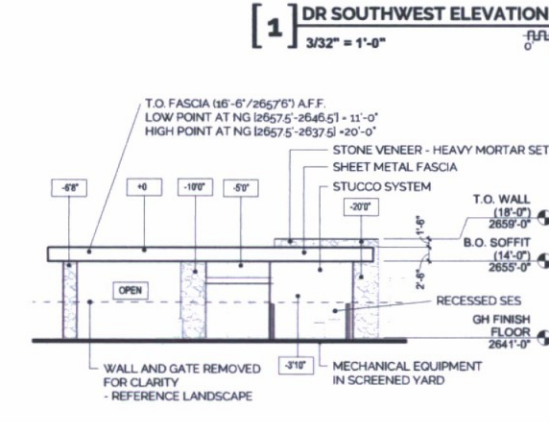 1
DR SOUTHWEST ELEVATION
3/32" = 1'-0"
0'
T.O. FASCIA (16'-6"/2657'6") A.F.F.
LOW POINT AT NG [2657.5'-2646.5'] = 11'-0"
HIGH POINT AT NG [2657.5'-2637.5] =20'-0"
STONE VENEER - HEAVY MORTAR SET
SHEET METAL FASCIA
STUCCO SYSTEM
-6'8"
+0
-10'0"
-5'0"
-20'0"
T.O. WALL
(18'-0")
2659'-0"
1'-6"
B.O. SOFFIT
(14'-0")
2655'-0"
2'-6"
OPEN
RECESSED SES
GH FINISH
FLOOR
2641'-0"
-3'10"
WALL AND GATE REMOVED
FOR CLARITY
- REFERENCE LANDSCAPE
MECHANICAL EQUIPMENT
IN SCREENED YARD